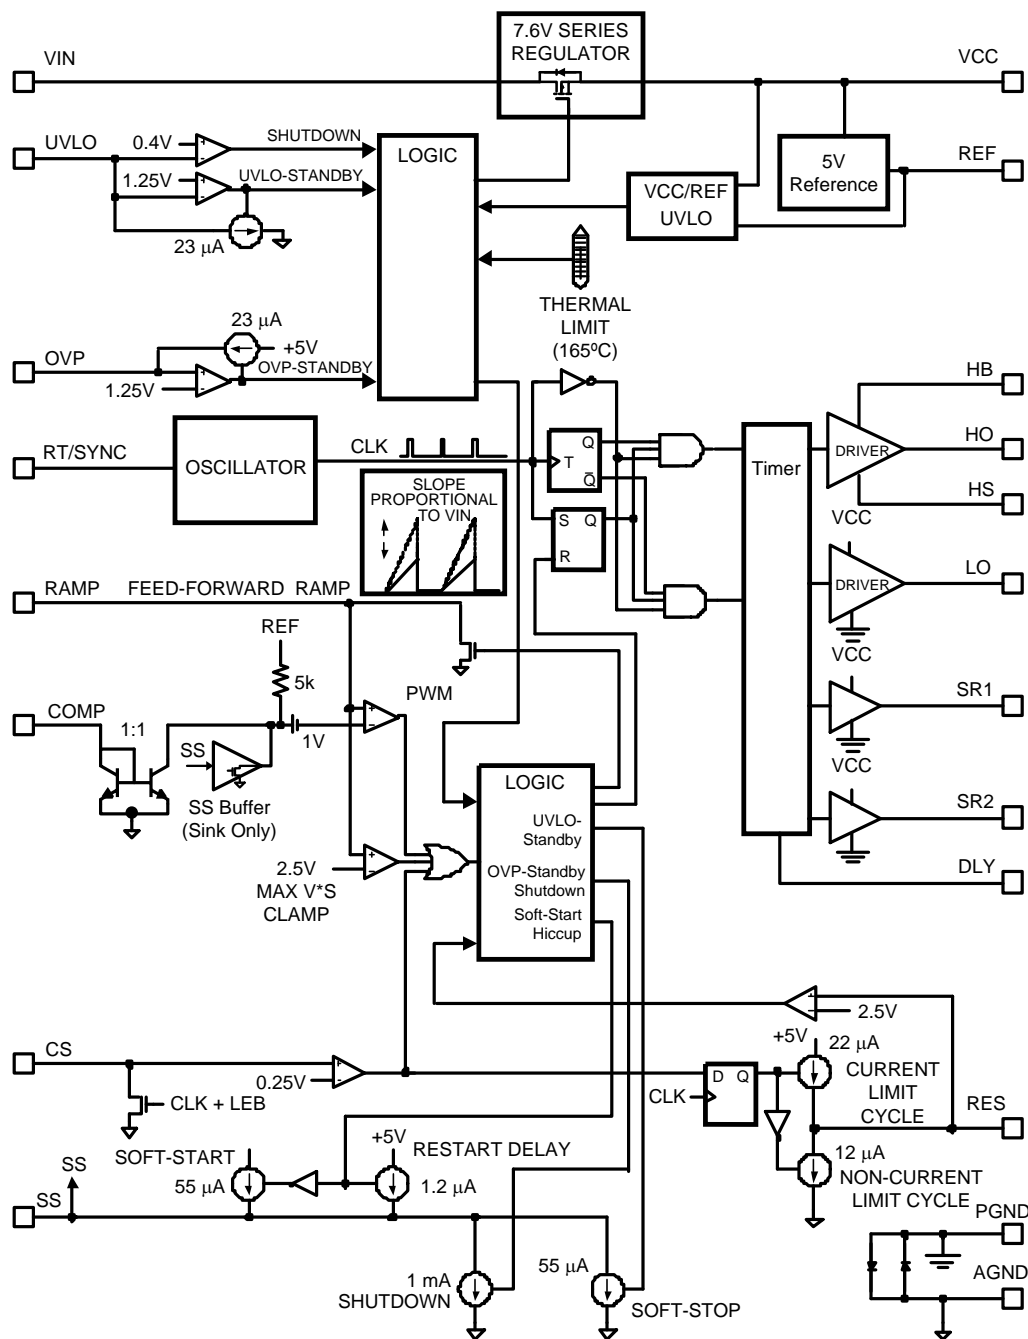 7.6V SERIES
REGULATOR
VIN
VCC
UVLO
0.4V
+
-
SHUTDOWN
LOGIC
5V
Reference
REF
1.25V
+
-
UVLO-STANDBY
VCC/REF
UVLO
23 µA
THERMAL
LIMIT
(165ºC)
23 µA
+5V
OVP
+
-
OVP-STANDBY
1.25V
HB
RT/SYNC
OSCILLATOR
CLK
T
Q
Q̅
Timer
DRIVER
HO
HS
SLOPE
PROPORTIONAL
TO VIN
S
Q
R
VCC
DRIVER
LO
RAMP
FEED-FORWARD RAMP
REF
5k
VCC
COMP
1:1
PWM
+
-
1V
SR1
SS
SS Buffer
(Sink Only)
VCC
LOGIC
UVLO-
Standby
OVP-Standby
Shutdown
Soft-Start
Hiccup
SR2
2.5V
+
-
MAX V*S
CLAMP
DLY
+
-
2.5V
CS
+
-
0.25V
+5V
22 µA
D
Q
CLK
CURRENT
LIMIT
CYCLE
CLK + LEB
RES
SOFT-START
+5V
RESTART DELAY
12 µA
NON-CURRENT
LIMIT CYCLE
SS
55 µA
1.2 µA
SS
PGND
1 mA
SHUTDOWN
55 µA
SOFT-STOP
AGND